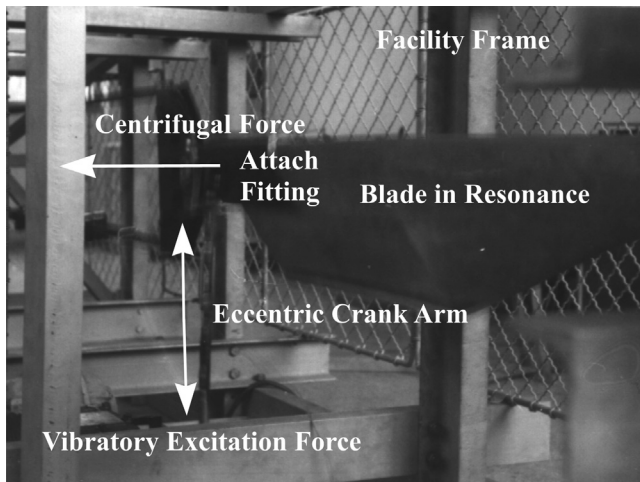 Facility Frame
Centrifugal Force
Attach
Fitting
Blade in Resonance
Eccentric Crank Arm
Vibratory Excitation Force